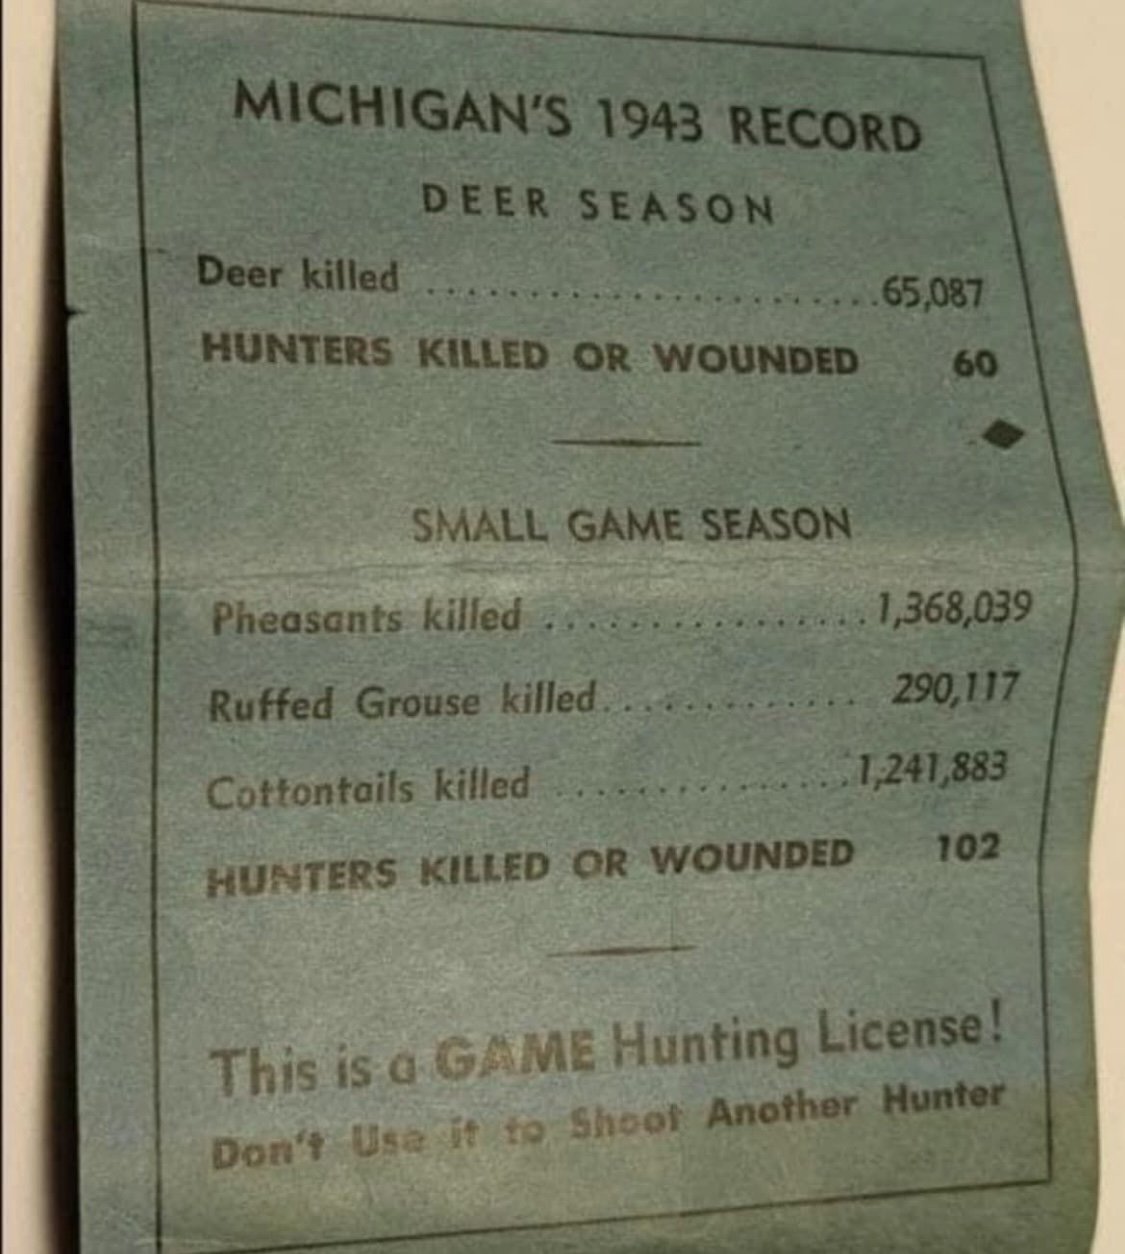 MICHIGAN'S 1943 RECORD
DEER SEASON
Deer killed ........................65,087
HUNTERS KILLED OR WOUNDED 60
SMALL GAME SEASON
Pheasants killed ................1,368,039
Ruffed Grouse killed............. 290,117
Cottontails killed ...............1,241,883
HUNTERS KILLED OR WOUNDED 102
This is a GAME Hunting License!
Don't Use it to Shoot Another Hunter